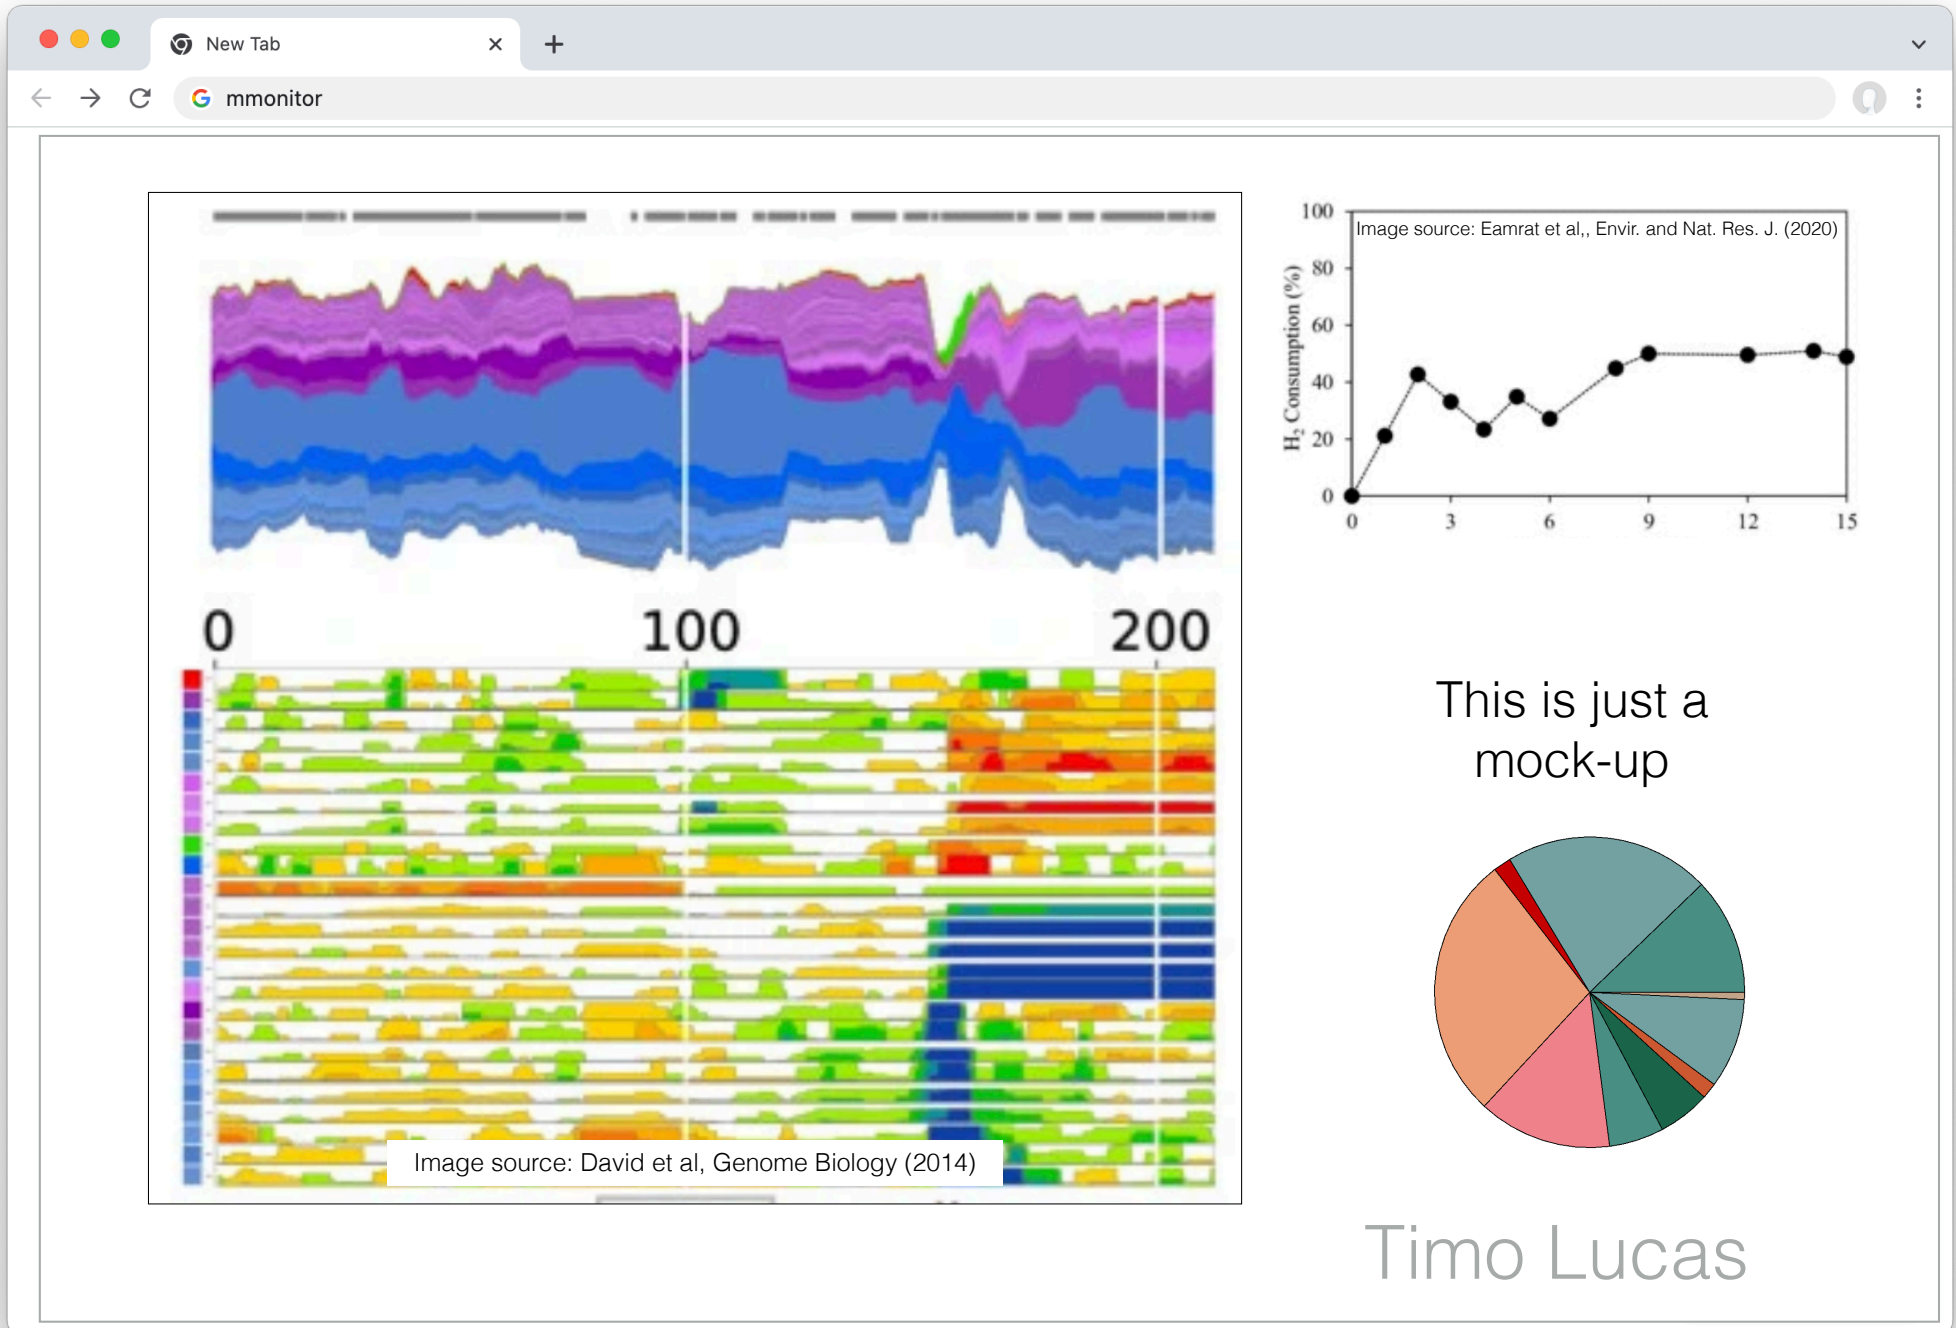 New Tab
mmonitor
0 100 200
Image source: David et al, Genome Biology (2014)
Image source: Eamrat et al,, Envir. and Nat. Res. J. (2020)
H₂ Consumption (%)
100
80
60
40
20
0
0 3 6 9 12 15
This is just a
mock-up
Timo Lucas